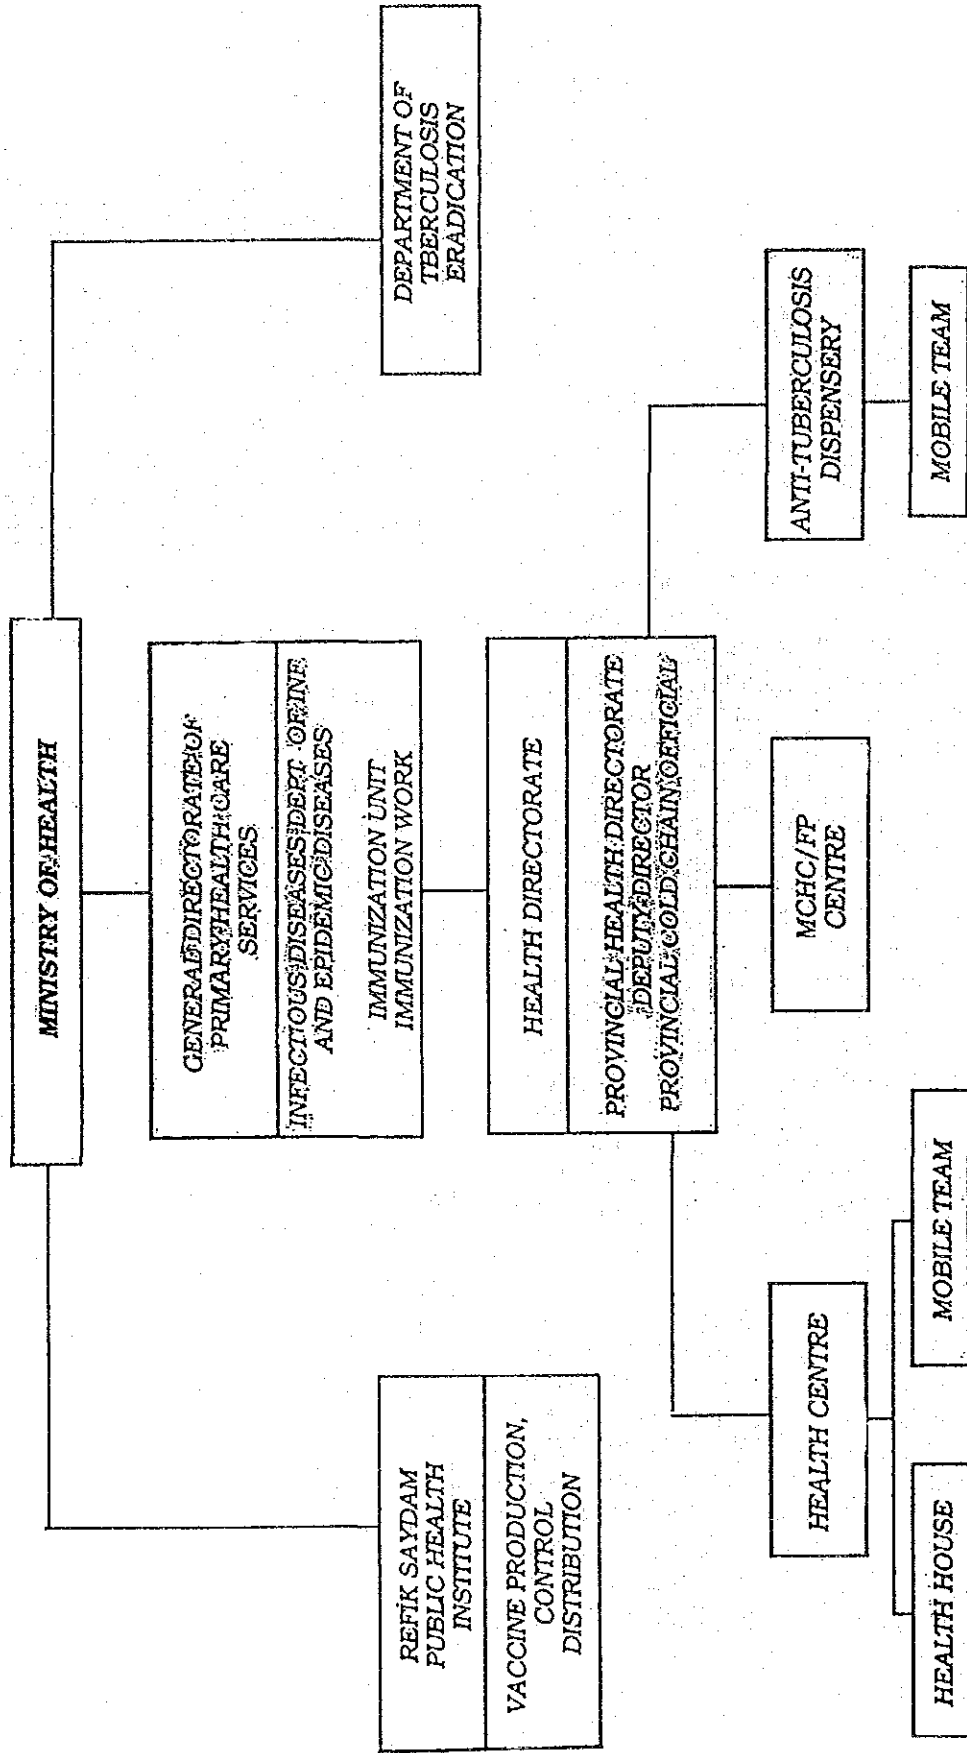 MINISTRY OF HEALTH
GENERAL DIRECTORATE OF
PRIMARY HEALTH CARE
SERVICES
INFECTIOUS DISEASES DEPT. OF INF.
AND EPIDEMIC DISEASES
IMMUNIZATION UNIT
IMMUNIZATION WORK
REFIK SAYDAM
PUBLIC HEALTH
INSTITUTE
VACCINE PRODUCTION,
CONTROL
DISTRIBUTION
DEPARTMENT OF
TBERCULOSIS
ERADICATION
HEALTH DIRECTORATE
PROVINCIAL HEALTH DIRECTORATE
DEPUTY DIRECTOR
PROVINCIAL COLD CHAIN OFFICIAL
HEALTH CENTRE
MCHC/FP
CENTRE
ANTI-TUBERCULOSIS
DISPENSERY
HEALTH HOUSE
MOBILE TEAM
MOBILE TEAM